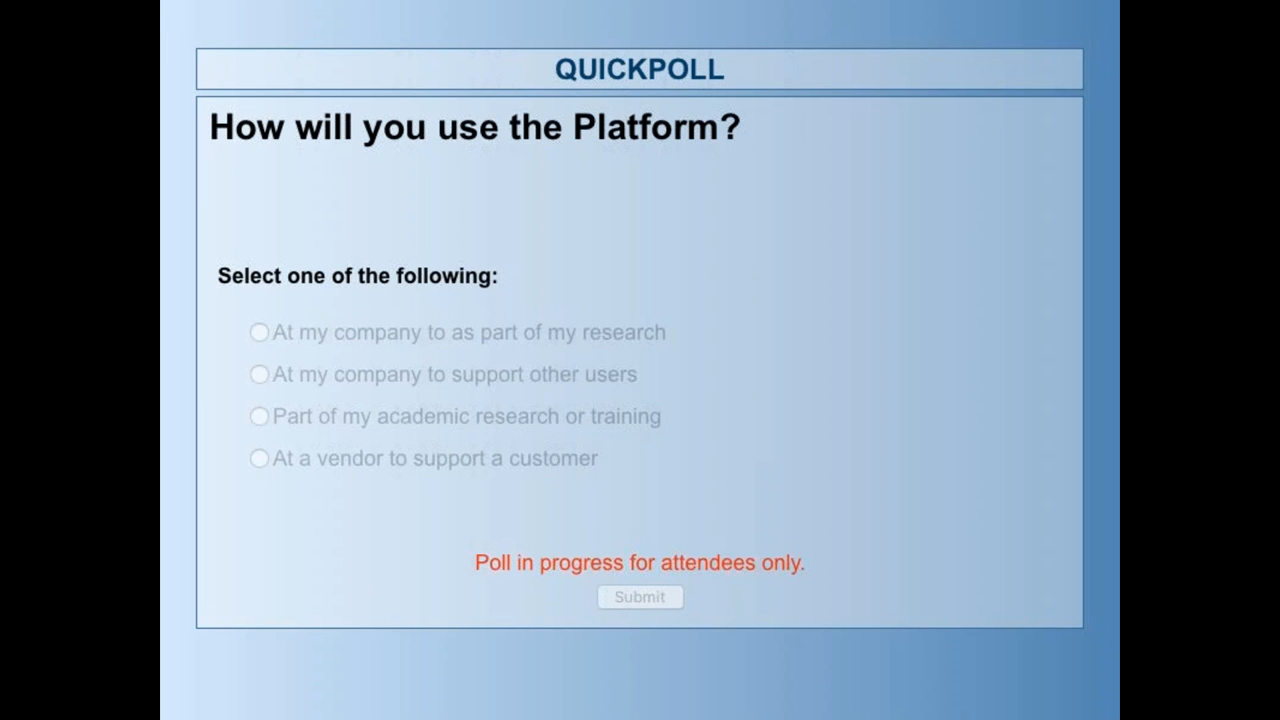 QUICKPOLL
How will you use the Platform?
Select one of the following:
At my company to as part of my research
At my company to support other users
Part of my academic research or training
At a vendor to support a customer
Poll in progress for attendees only.
Submit